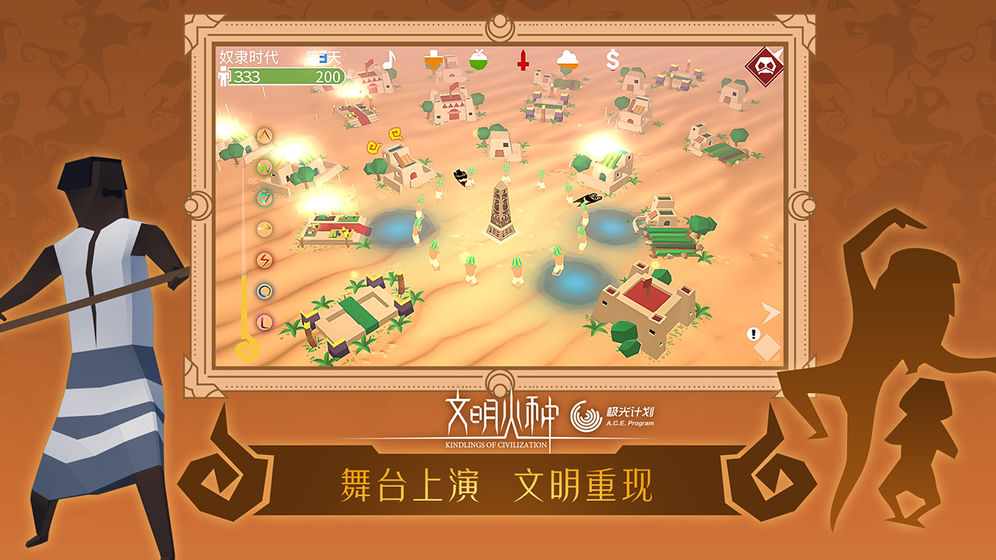 奴隶时代 第3天
333 200
文明火种
KINDLINGS OF CIVILIZATION
极光计划
A.C.E. Program
舞台上演 文明重现